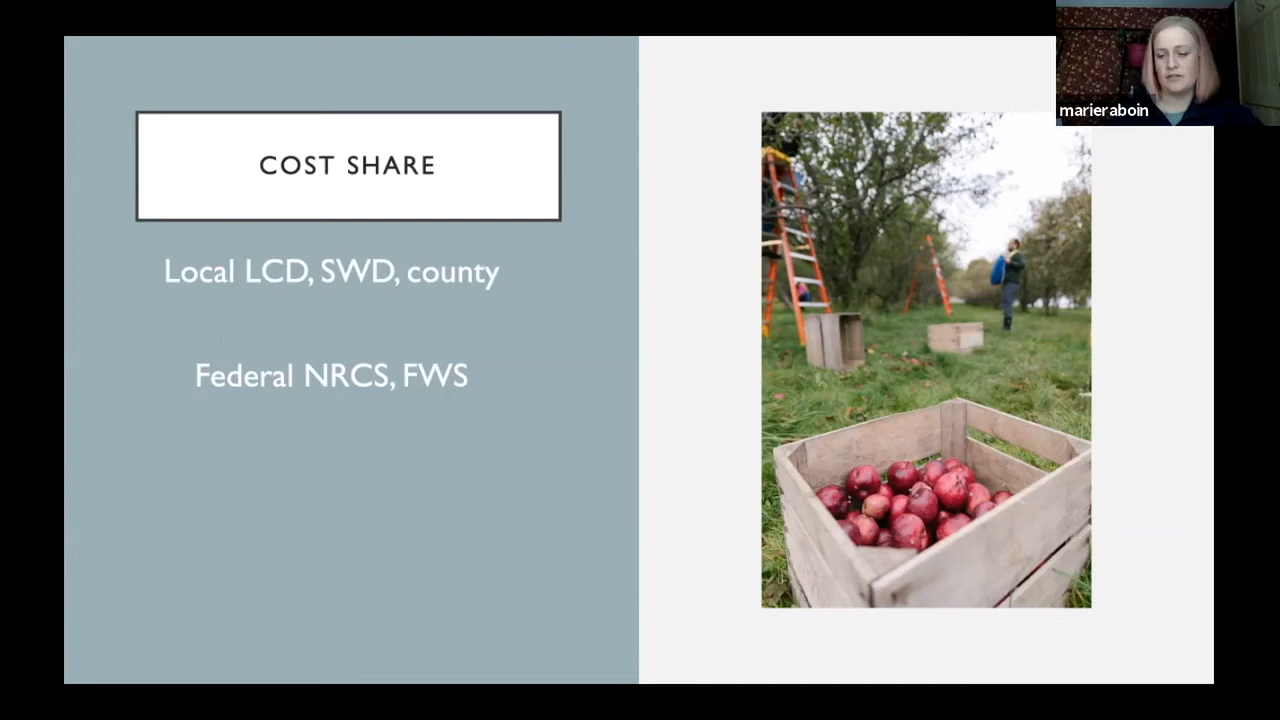 COST SHARE
Local LCD, SWD, county
Federal NRCS, FWS
marieraboin